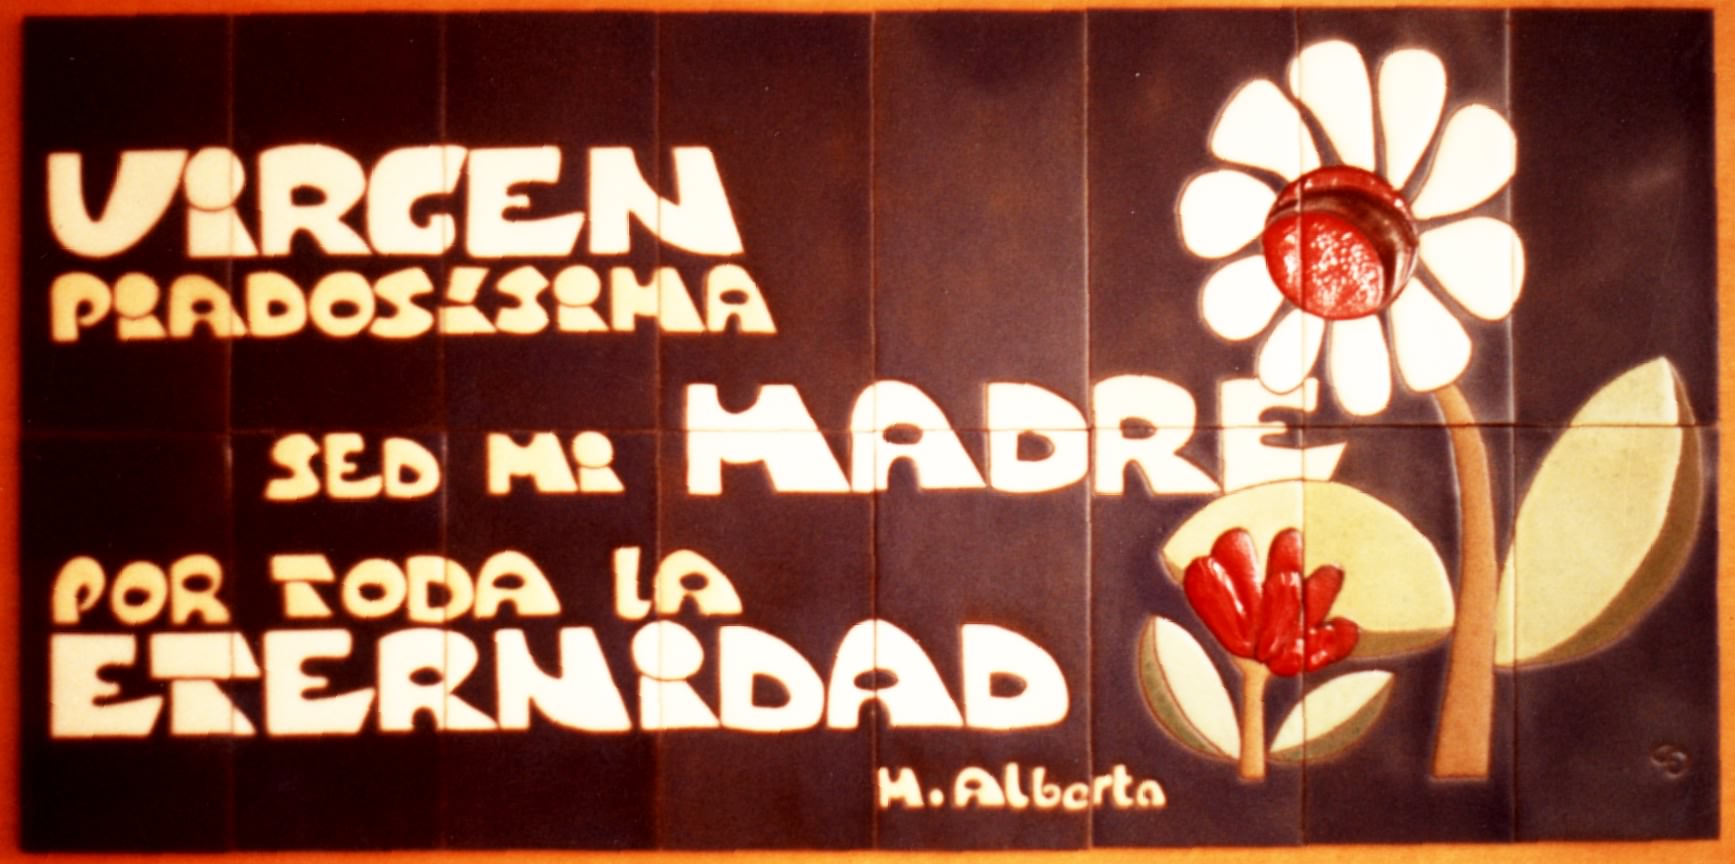 VIRGEN
PIADOSÍSIMA
SED MI MADRE
POR TODA LA
ETERNIDAD
M. Alberta